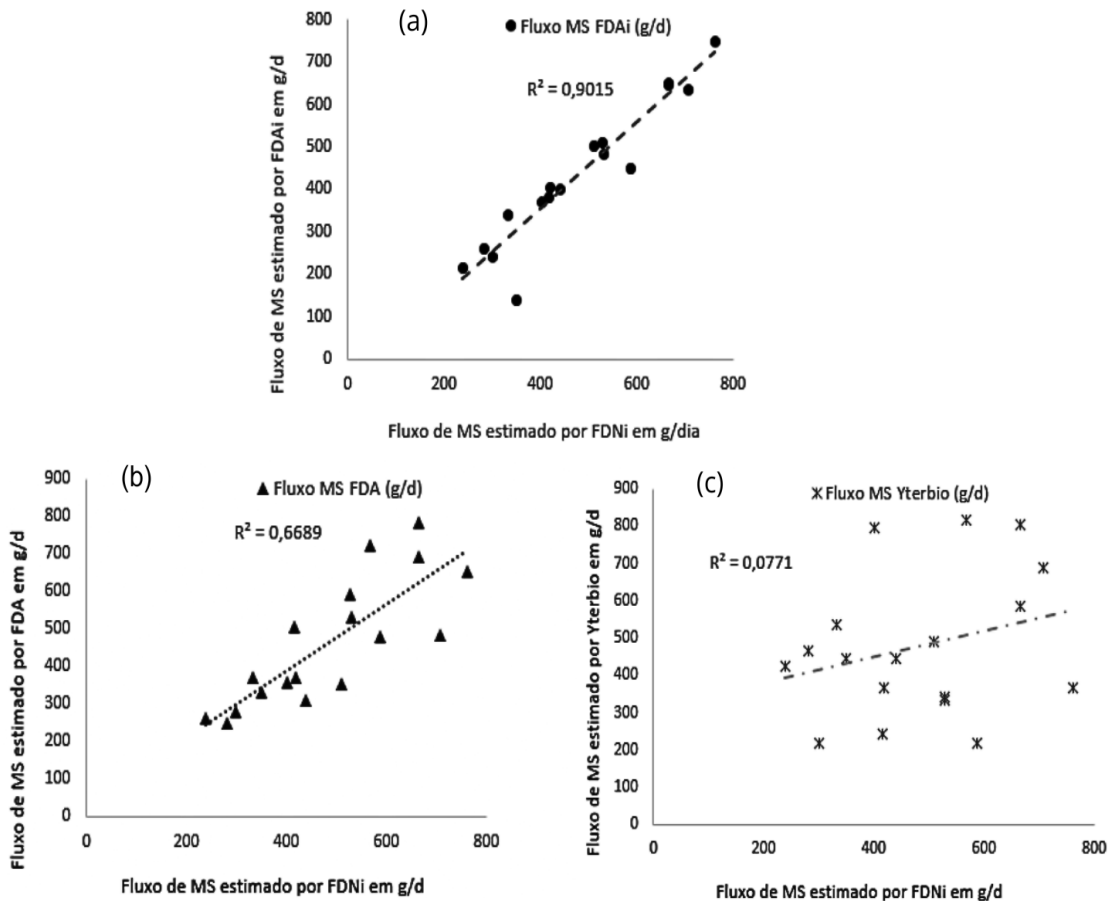 (a)
Fluxo MS FDAi (g/d)
R² = 0,9015
Fluxo de MS estimado por FDAi em g/d
800
700
600
500
400
300
200
100
0
0 200 400 600 800
Fluxo de MS estimado por FDNi em g/dia
(b)
Fluxo MS FDA (g/d)
R² = 0,6689
Fluxo de MS estimado por FDA em g/d
900
800
700
600
500
400
300
200
100
0
0 200 400 600 800
Fluxo de MS estimado por FDNi em g/d
(c)
Fluxo MS Yterbio (g/d)
R² = 0,0771
Fluxo de MS estimado por Yterbio em g/d
900
800
700
600
500
400
300
200
100
0
0 200 400 600 800
Fluxo de MS estimado por FDNi em g/d